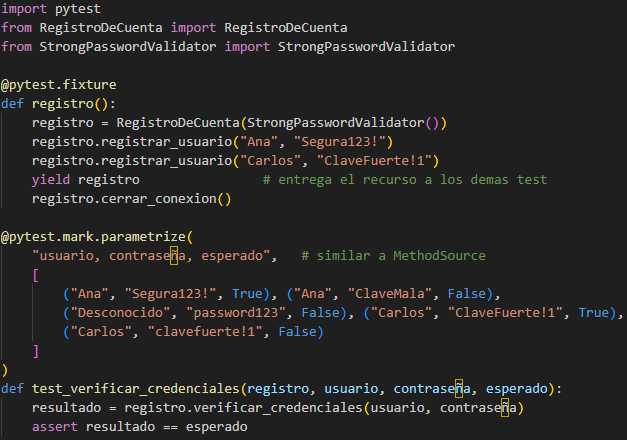 import pytest
from RegistroDeCuenta import RegistroDeCuenta
from StrongPasswordValidator import StrongPasswordValidator

@pytest.fixture
def registro():
    registro = RegistroDeCuenta(StrongPasswordValidator())
    registro.registrar_usuario("Ana", "Segura123!")
    registro.registrar_usuario("Carlos", "ClaveFuerte!1")
    yield registro                # entrega el recurso a los demas test
    registro.cerrar_conexion()

@pytest.mark.parametrize(
    "usuario, contraseña, esperado",   # similar a MethodSource
    [
        ("Ana", "Segura123!", True), ("Ana", "ClaveMala", False),
        ("Desconocido", "password123", False), ("Carlos", "ClaveFuerte!1", True),
        ("Carlos", "clavefuerte!1", False)
    ]
)
def test_verificar_credenciales(registro, usuario, contraseña, esperado):
    resultado = registro.verificar_credenciales(usuario, contraseña)
    assert resultado == esperado